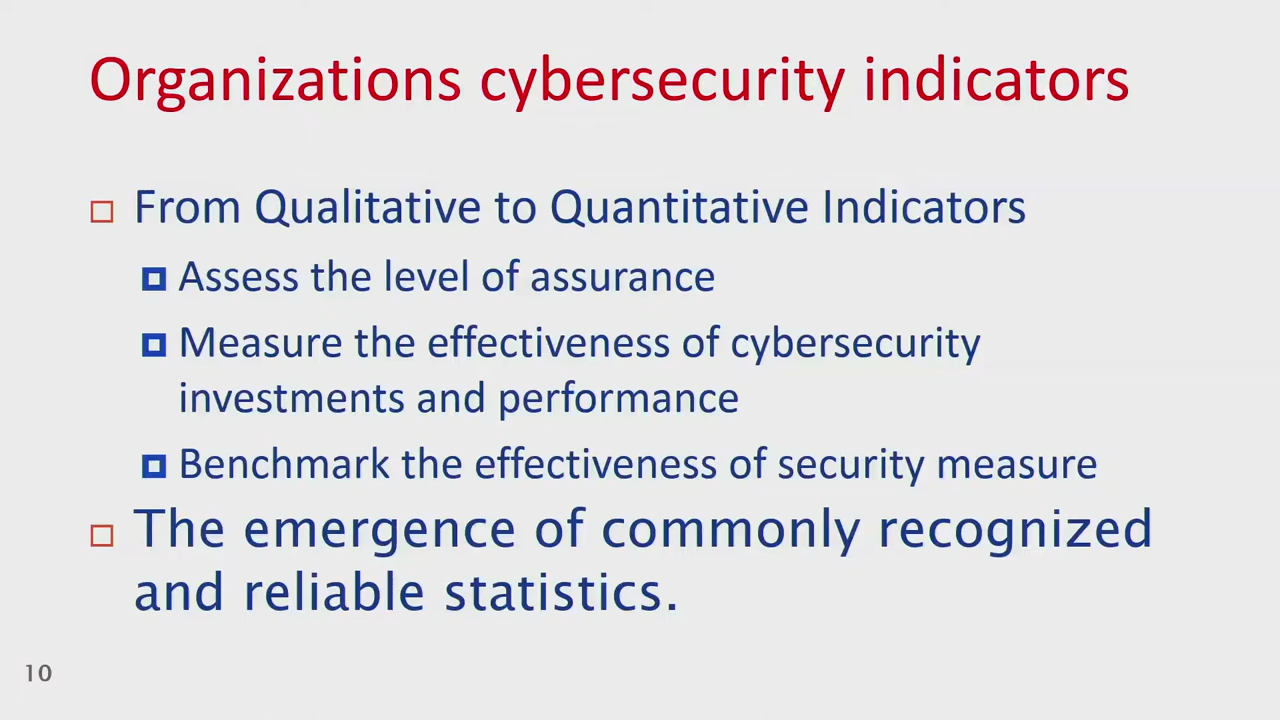 Organizations cybersecurity indicators
From Qualitative to Quantitative Indicators
Assess the level of assurance
Measure the effectiveness of cybersecurity
investments and performance
Benchmark the effectiveness of security measure
The emergence of commonly recognized
and reliable statistics.
10